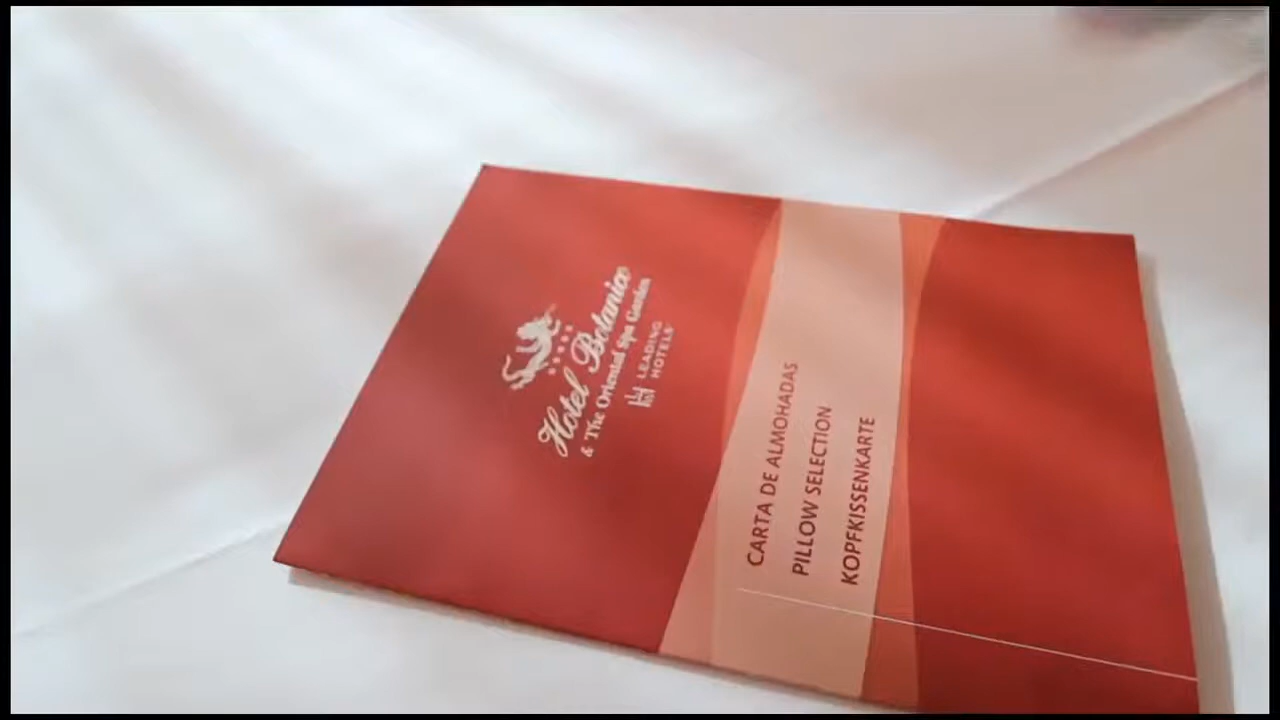 Hotel Botanico
& The Oriental Spa Garden
LEADING
HOTELS
CARTA DE ALMOHADAS
PILLOW SELECTION
KOPFKISSENKARTE